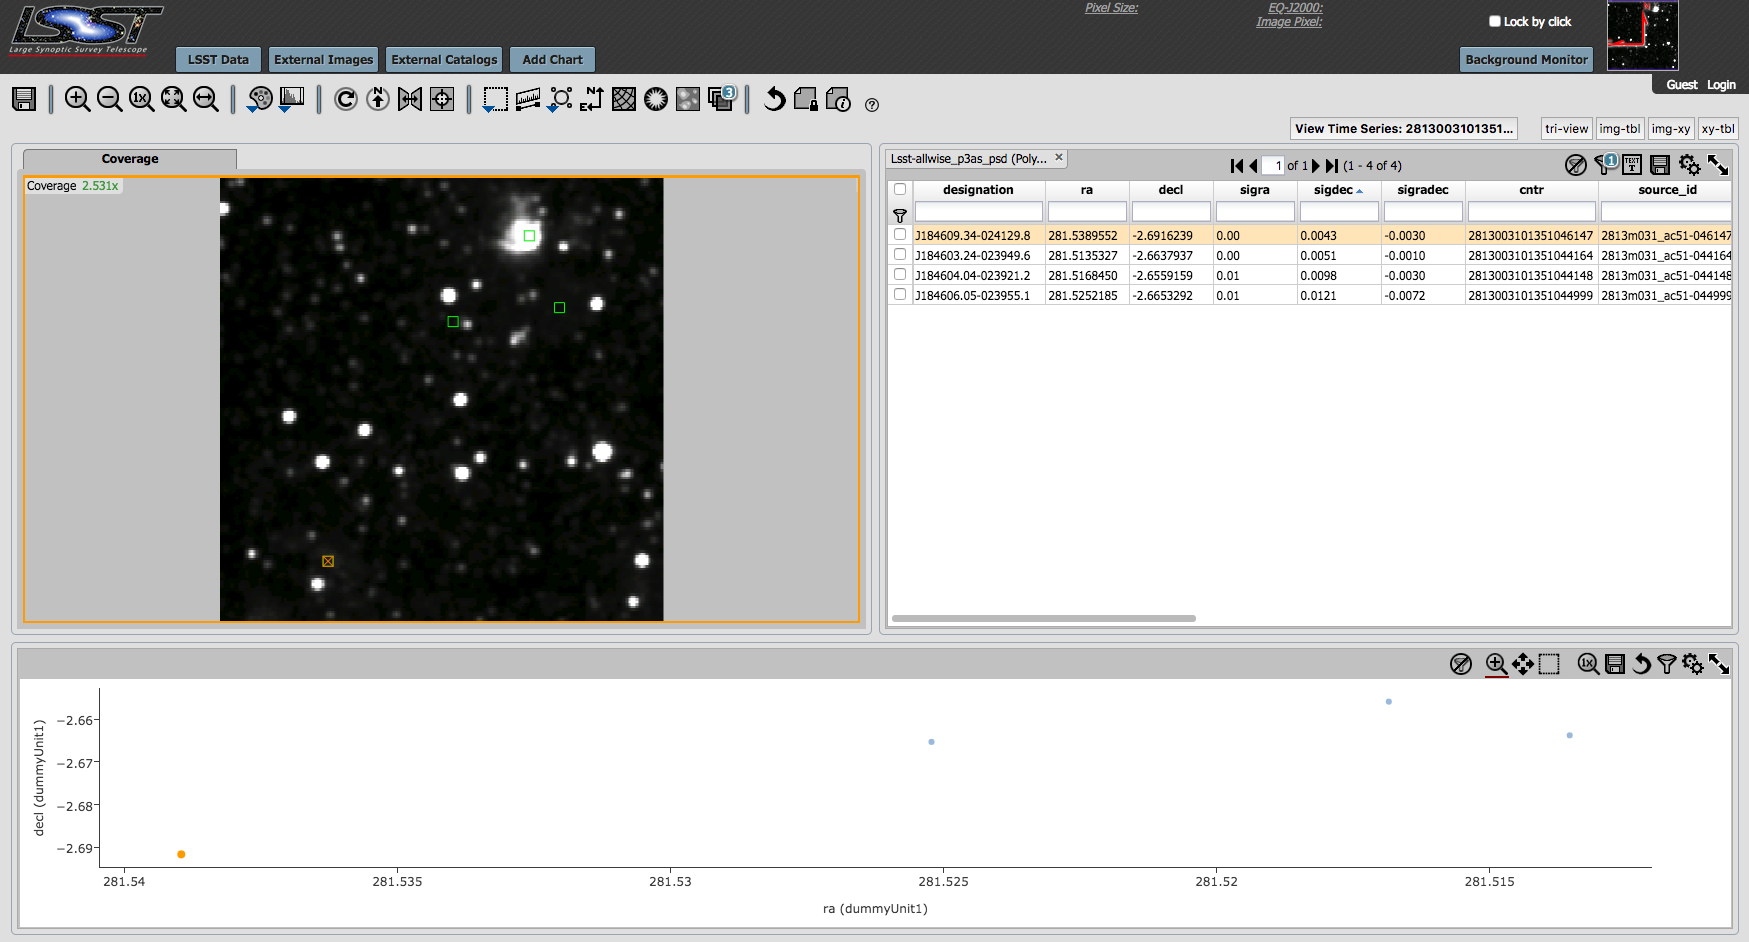 LSST
Large Synoptic Survey Telescope
Pixel Size:
EQ-J2000:
Image Pixel:
Lock by click
LSST Data
External Images
External Catalogs
Add Chart
Background Monitor
Guest
Login
1x
N
3
View Time Series: 2813003101351...
tri-view
img-tbl
img-xy
xy-tbl
Coverage
Coverage 2.531x
Lsst-allwise_p3as_psd (Poly...
1 of 1 (1 - 4 of 4)
1
TEXT
designation ra decl sigra sigdec sigradec cntr source_id
J184609.34-024129.8 281.5389552 -2.6916239 0.00 0.0043 -0.0030 2813003101351046147 2813m031_ac51-046147
J184603.24-023949.6 281.5135327 -2.6637937 0.00 0.0051 -0.0010 2813003101351044164 2813m031_ac51-044164
J184604.04-023921.2 281.5168450 -2.6559159 0.01 0.0098 -0.0030 2813003101351044148 2813m031_ac51-044148
J184606.05-023955.1 281.5252185 -2.6653292 0.01 0.0121 -0.0072 2813003101351044999 2813m031_ac51-044999
1x
decl (dummyUnit1)
−2.66
−2.67
−2.68
−2.69
281.54 281.535 281.53 281.525 281.52 281.515
ra (dummyUnit1)